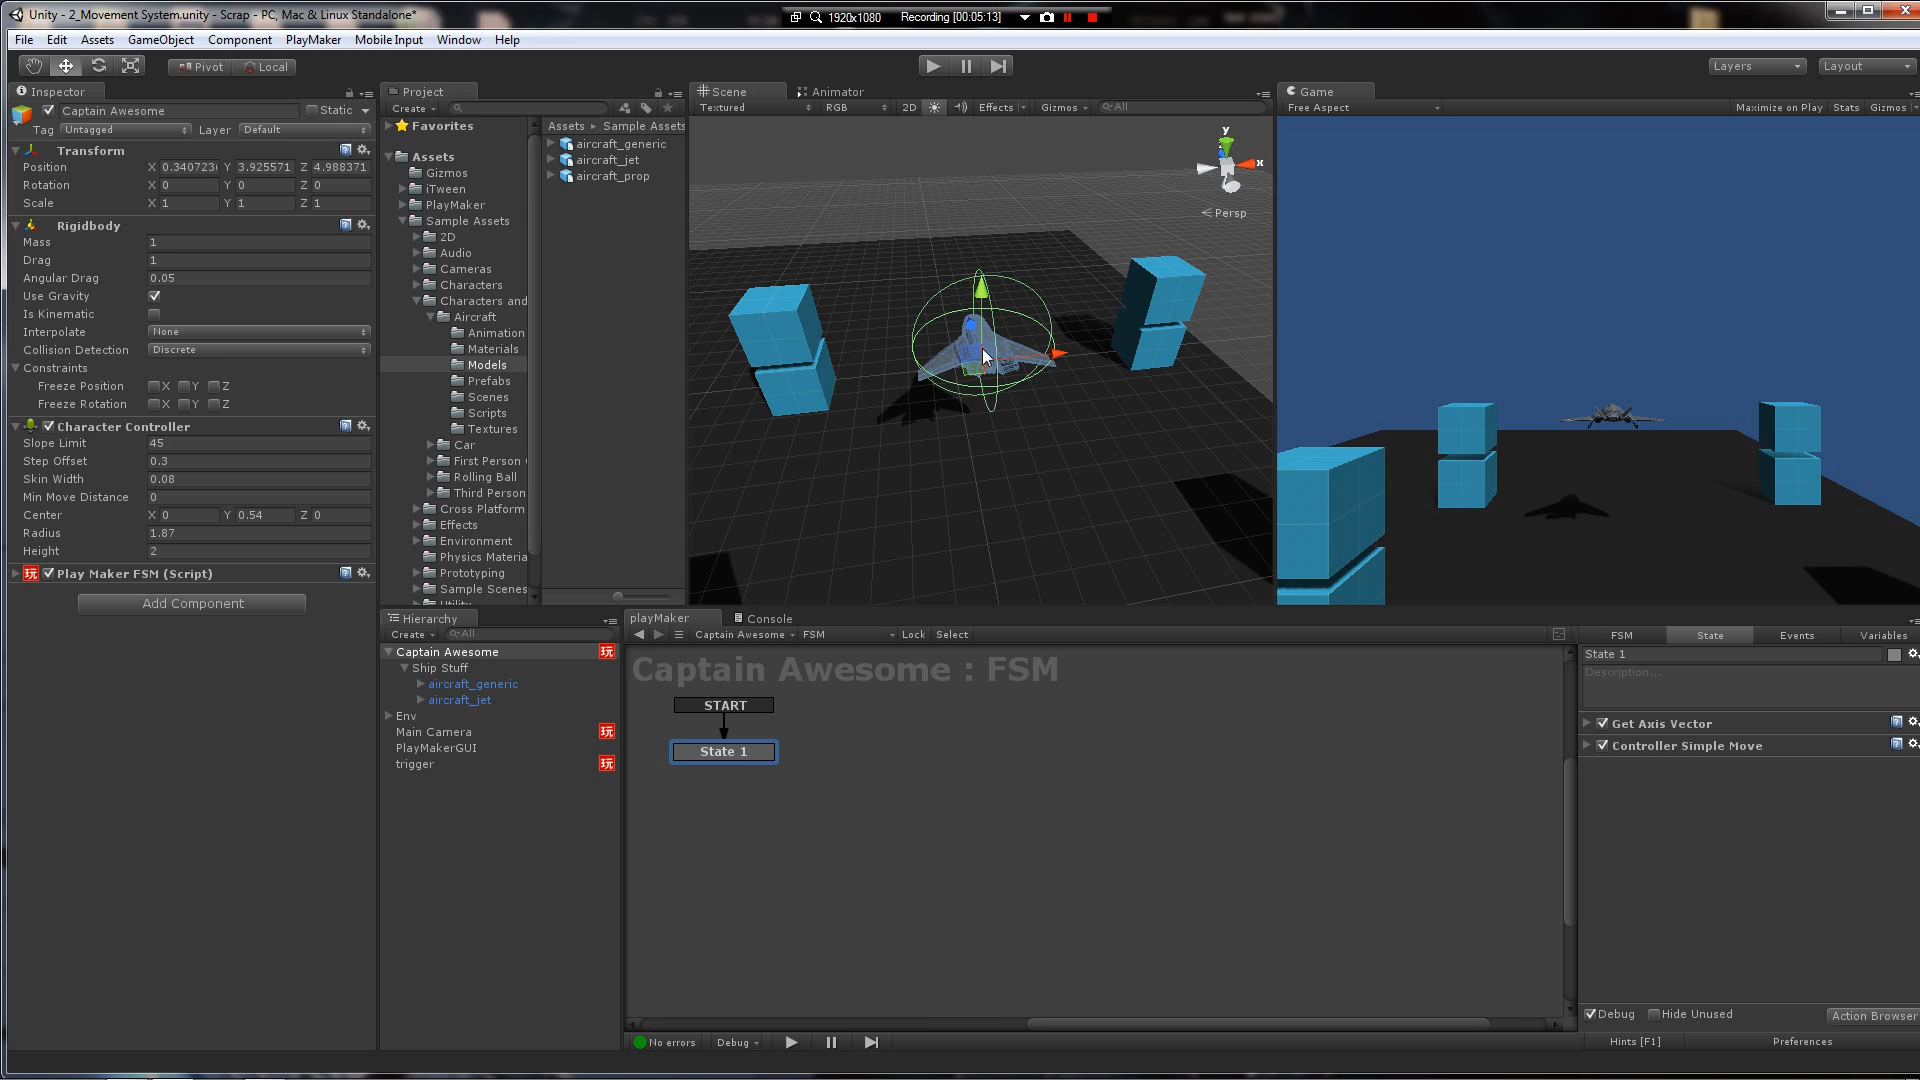 Unity - 2_Movement System.unity - Scrap - PC, Mac & Linux Standalone*
1920x1080 Recording [00:05:13]
File Edit Assets GameObject Component PlayMaker Mobile Input Window Help
Pivot Local
Layers Layout
Inspector
Captain Awesome Static
Tag Untagged Layer Default
Transform
Position X 0.340723 Y 3.925571 Z 4.988371
Rotation X 0 Y 0 Z 0
Scale X 1 Y 1 Z 1
Rigidbody
Mass 1
Drag 1
Angular Drag 0.05
Use Gravity
Is Kinematic
Interpolate None
Collision Detection Discrete
Constraints
Freeze Position X Y Z
Freeze Rotation X Y Z
Character Controller
Slope Limit 45
Step Offset 0.3
Skin Width 0.08
Min Move Distance 0
Center X 0 Y 0.54 Z 0
Radius 1.87
Height 2
玩 Play Maker FSM (Script)
Add Component
Project
Create
Favorites
Assets
Gizmos
iTween
PlayMaker
Sample Assets
2D
Audio
Cameras
Characters
Characters and
Aircraft
Animation
Materials
Models
Prefabs
Scenes
Scripts
Textures
Car
First Person
Rolling Ball
Third Person
Cross Platform
Effects
Environment
Physics Materia
Prototyping
Sample Scenes
Utility
Assets ▸ Sample Assets
aircraft_generic
aircraft_jet
aircraft_prop
Scene Animator
Textured RGB 2D Effects Gizmos All
y
x
Persp
Game
Free Aspect Maximize on Play Stats Gizmos
Hierarchy
Create All
Captain Awesome 玩
Ship Stuff
aircraft_generic
aircraft_jet
Env
Main Camera 玩
PlayMakerGUI
trigger 玩
playMaker Console
Captain Awesome FSM Lock Select
Captain Awesome : FSM
START
State 1
No errors Debug
FSM State Events Variables
State 1
Description...
Get Axis Vector
Controller Simple Move
Debug Hide Unused Action Browser
Hints [F1] Preferences